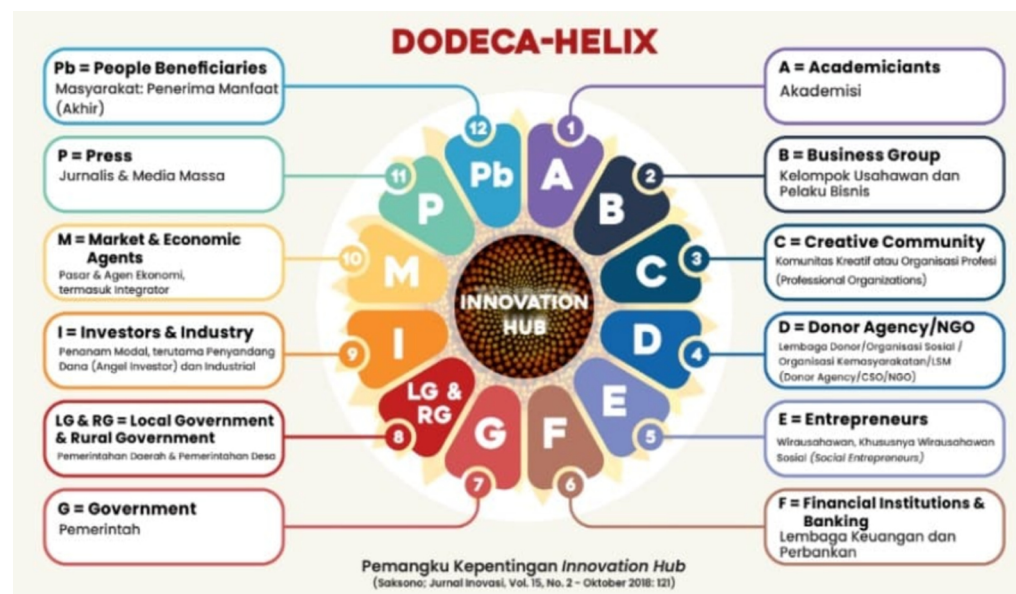 DODECA-HELIX
Pb = People Beneficiaries
Masyarakat: Penerima Manfaat
(Akhir)
P = Press
Jurnalis & Media Massa
M = Market & Economic
Agents
Pasar & Agen Ekonomi,
termasuk Integrator
I = Investors & Industry
Penanam Modal, terutama Penyandang
Dana (Angel Investor) dan Industrial
LG & RG = Local Government
& Rural Government
Pemerintahan Daerah & Pemerintahan Desa
G = Government
Pemerintah
12
Pb
11
P
10
M
9
I
8
LG &
RG
7
G
1
A
2
B
3
C
4
D
5
E
6
F
INNOVATION
HUB
A = Academiciants
Akademisi
B = Business Group
Kelompok Usahawan dan
Pelaku Bisnis
C = Creative Community
Komunitas Kreatif atau Organisasi Profesi
(Professional Organizations)
D = Donor Agency/NGO
Lembaga Donor/Organisasi Sosial /
Organisasi Kemasyarakatan/LSM
(Donor Agency/CSO/NGO)
E = Entrepreneurs
Wirausahawan, Khususnya Wirausahawan
Sosial (Social Entrepreneurs)
F = Financial Institutions &
Banking
Lembaga Keuangan dan
Perbankan
Pemangku Kepentingan Innovation Hub
(Saksono; Jurnal Inovasi, Vol. 15, No. 2 - Oktober 2018: 121)